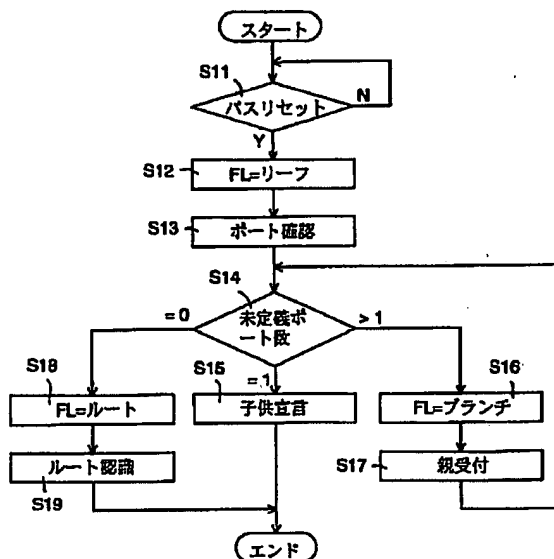 スタート
S11
バスリセット
N
Y
S12
FL=リーフ
S13
ポート確認
S14
未定義ポ
ート数
=0
=1
>1
S18
FL=ルート
S15
子供宣言
S16
FL=ブランチ
ルート認識
S19
S17
親受付
エンド